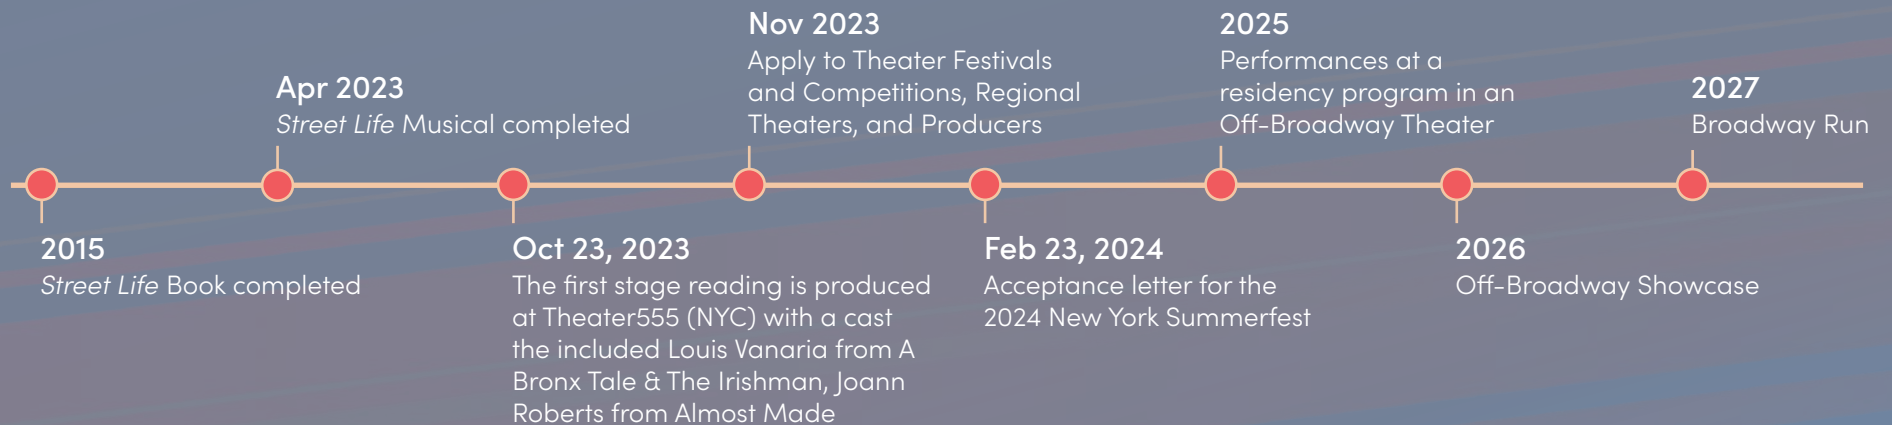 2015
Street Life Book completed
Apr 2023
Street Life Musical completed
Oct 23, 2023
The first stage reading is produced
at Theater555 (NYC) with a cast
the included Louis Vanaria from A
Bronx Tale & The Irishman, Joann
Roberts from Almost Made
Nov 2023
Apply to Theater Festivals
and Competitions, Regional
Theaters, and Producers
Feb 23, 2024
Acceptance letter for the
2024 New York Summerfest
2025
Performances at a
residency program in an
Off-Broadway Theater
2026
Off-Broadway Showcase
2027
Broadway Run